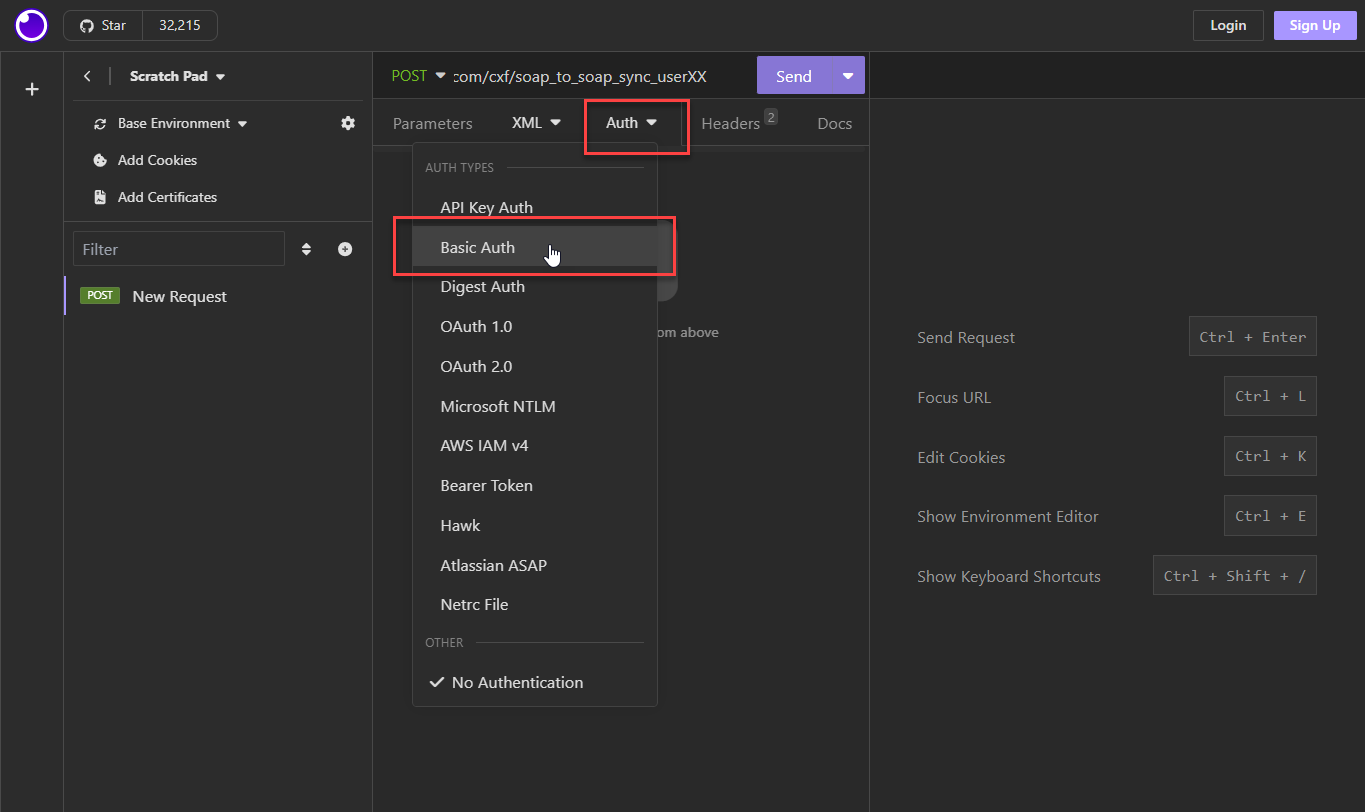 Star 32,215
Login
Sign Up
Scratch Pad
POST com/cxf/soap_to_soap_sync_userXX
Send
Base Environment
Parameters
XML
Auth
Headers 2
Docs
Add Cookies
Add Certificates
Filter
POST New Request
AUTH TYPES
API Key Auth
Basic Auth
Digest Auth
OAuth 1.0
OAuth 2.0
Microsoft NTLM
AWS IAM v4
Bearer Token
Hawk
Atlassian ASAP
Netrc File
OTHER
No Authentication
above
Send Request Ctrl + Enter
Focus URL Ctrl + L
Edit Cookies Ctrl + K
Show Environment Editor Ctrl + E
Show Keyboard Shortcuts Ctrl + Shift + /